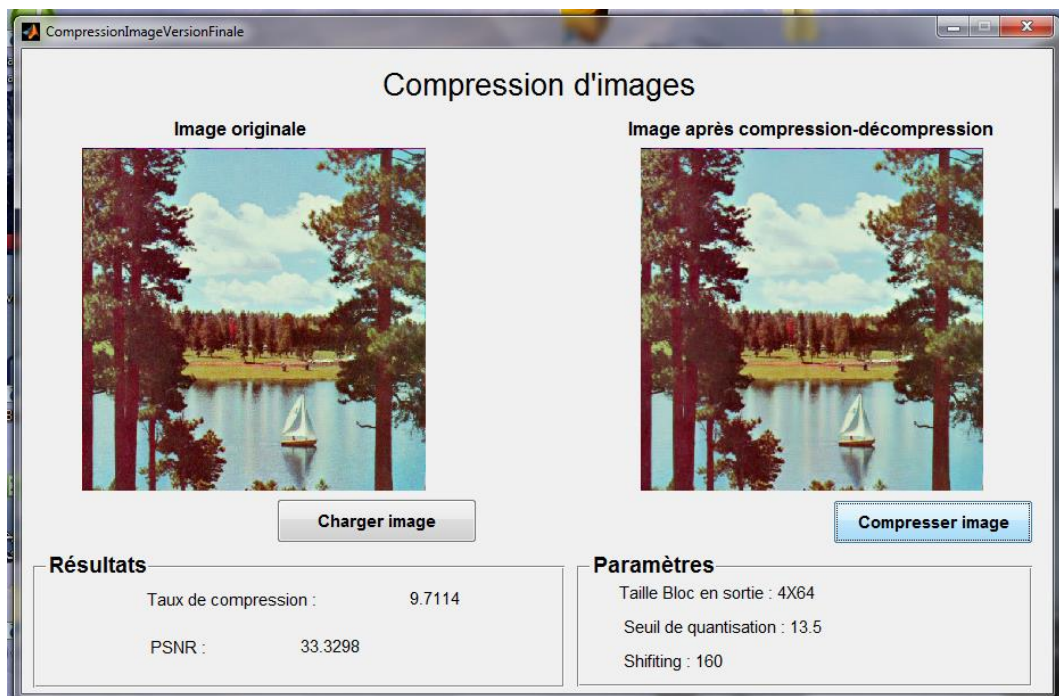 CompressionImageVersionFinale
Compression d'images
Image originale
Image après compression-décompression
Charger image
Compresser image
Résultats
Taux de compression : 9.7114
PSNR : 33.3298
Paramètres
Taille Bloc en sortie : 4X64
Seuil de quantisation : 13.5
Shifiting : 160